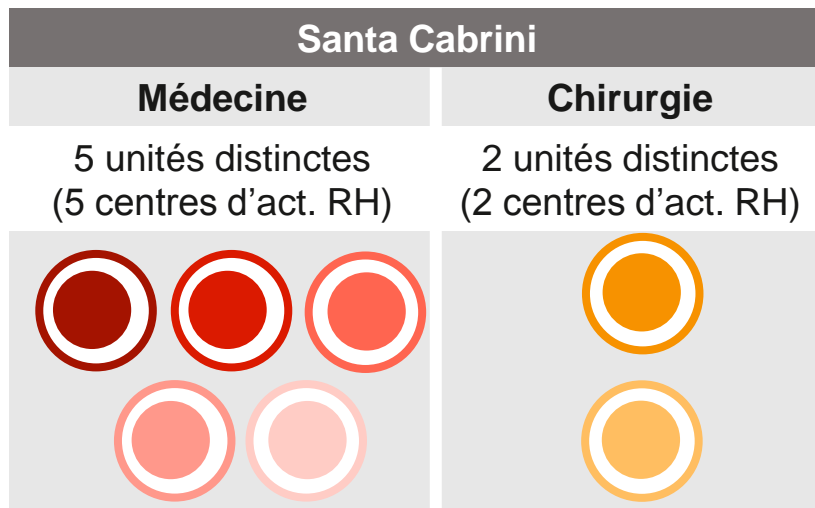 Santa Cabrini
Médecine
Chirurgie
5 unités distinctes
(5 centres d’act. RH)
2 unités distinctes
(2 centres d’act. RH)